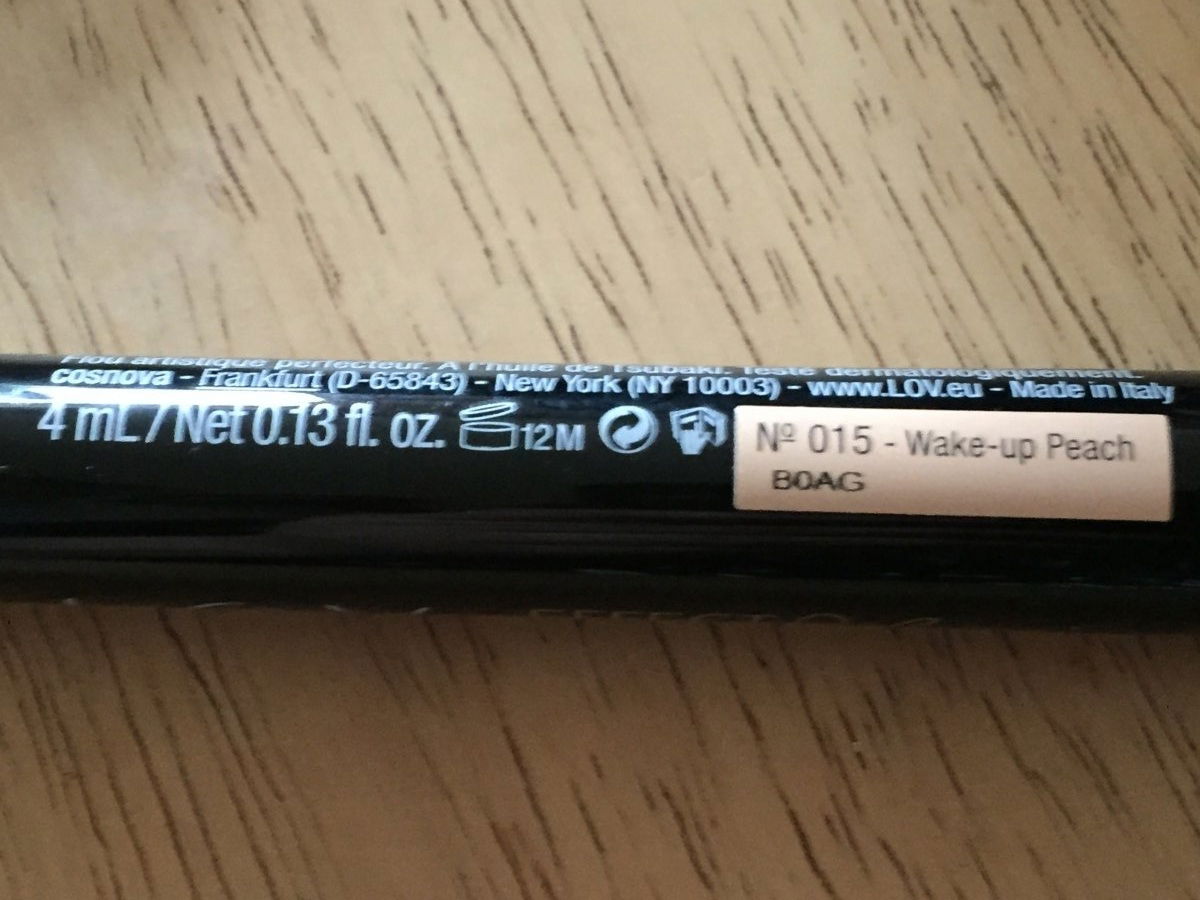 Flou artistique perfecteur. À l'huile de Tsubaki. Testé dermatologiquement.
cosnova - Frankfurt (D-65843) - New York (NY 10003) - www.LOV.eu - Made in Italy
4 mL / Net 0.13 fl. oz. 12M
Nº 015 - Wake-up Peach
B0AG